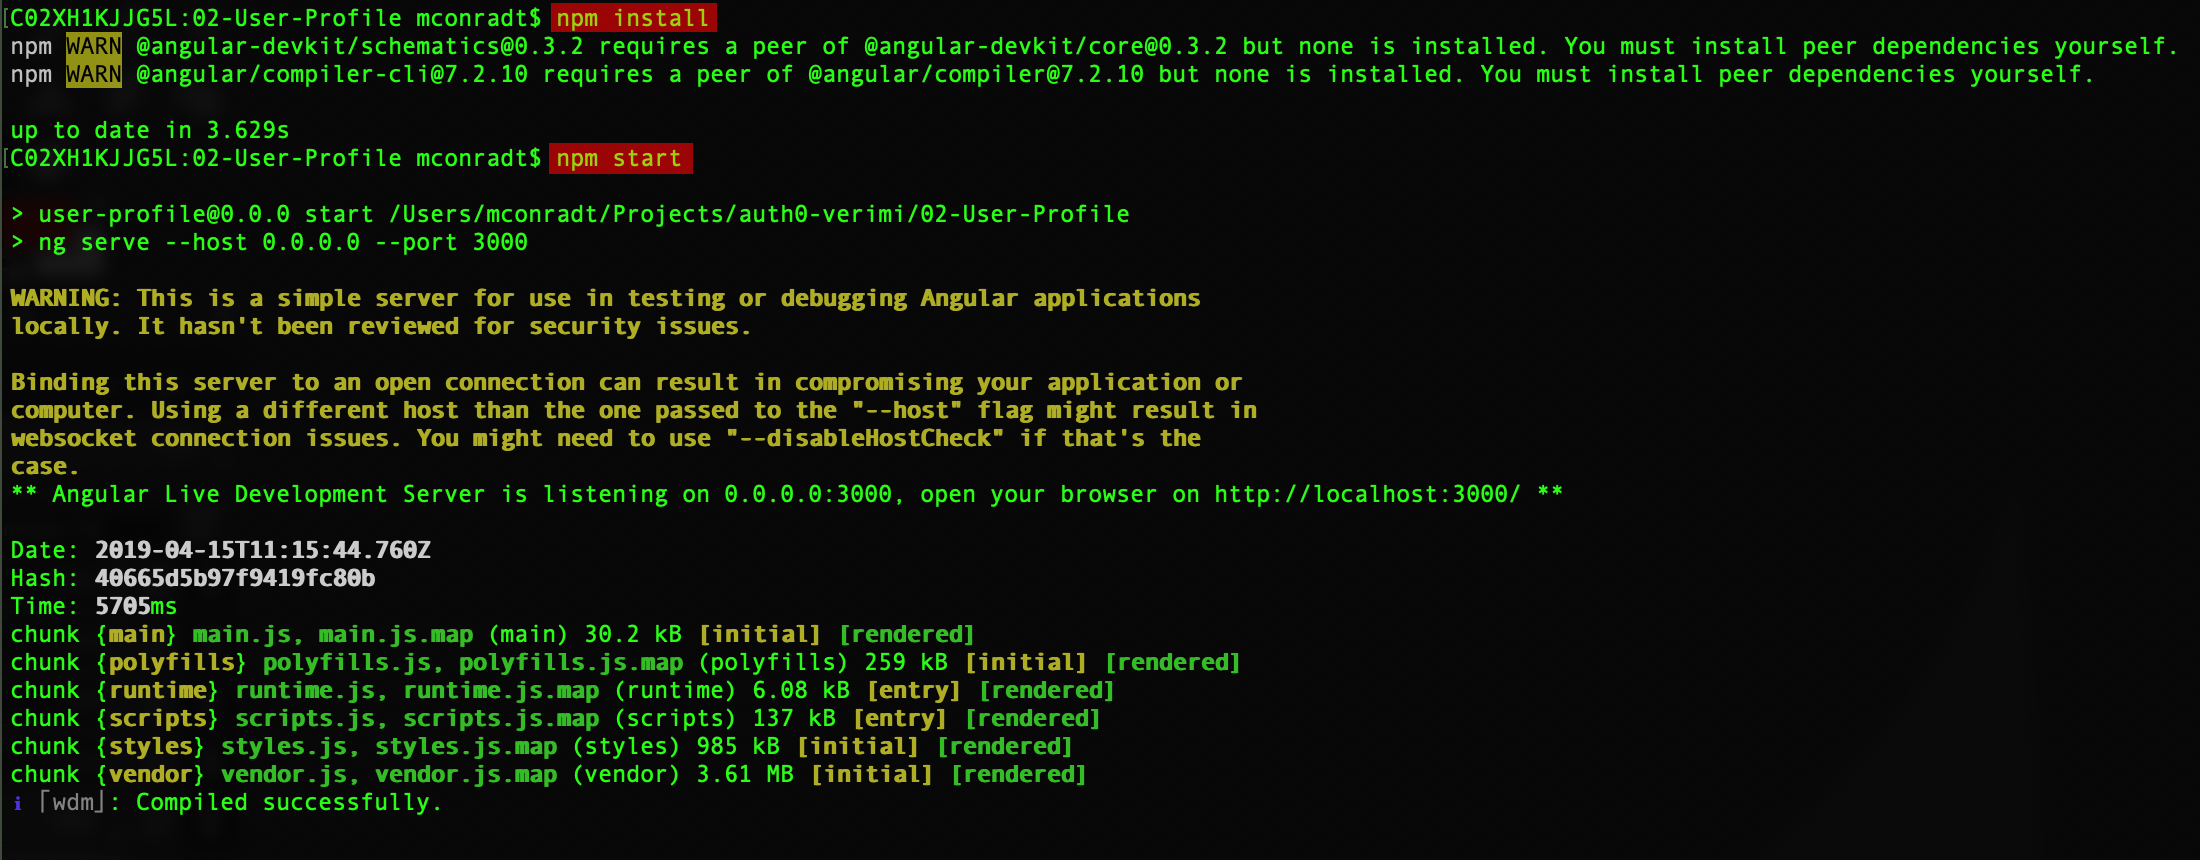 [C02XH1KJJG5L:02-User-Profile mconradt$ npm install
npm WARN @angular-devkit/schematics@0.3.2 requires a peer of @angular-devkit/core@0.3.2 but none is installed. You must install peer dependencies yourself.
npm WARN @angular/compiler-cli@7.2.10 requires a peer of @angular/compiler@7.2.10 but none is installed. You must install peer dependencies yourself.
up to date in 3.629s
[C02XH1KJJG5L:02-User-Profile mconradt$ npm start
> user-profile@0.0.0 start /Users/mconradt/Projects/auth0-verimi/02-User-Profile
> ng serve --host 0.0.0.0 --port 3000
WARNING: This is a simple server for use in testing or debugging Angular applications
locally. It hasn't been reviewed for security issues.
Binding this server to an open connection can result in compromising your application or
computer. Using a different host than the one passed to the "--host" flag might result in
websocket connection issues. You might need to use "--disableHostCheck" if that's the
case.
** Angular Live Development Server is listening on 0.0.0.0:3000, open your browser on http://localhost:3000/ **
Date: 2019-04-15T11:15:44.760Z
Hash: 40665d5b97f9419fc80b
Time: 5705ms
chunk {main} main.js, main.js.map (main) 30.2 kB [initial] [rendered]
chunk {polyfills} polyfills.js, polyfills.js.map (polyfills) 259 kB [initial] [rendered]
chunk {runtime} runtime.js, runtime.js.map (runtime) 6.08 kB [entry] [rendered]
chunk {scripts} scripts.js, scripts.js.map (scripts) 137 kB [entry] [rendered]
chunk {styles} styles.js, styles.js.map (styles) 985 kB [initial] [rendered]
chunk {vendor} vendor.js, vendor.js.map (vendor) 3.61 MB [initial] [rendered]
ℹ ｢wdm｣: Compiled successfully.